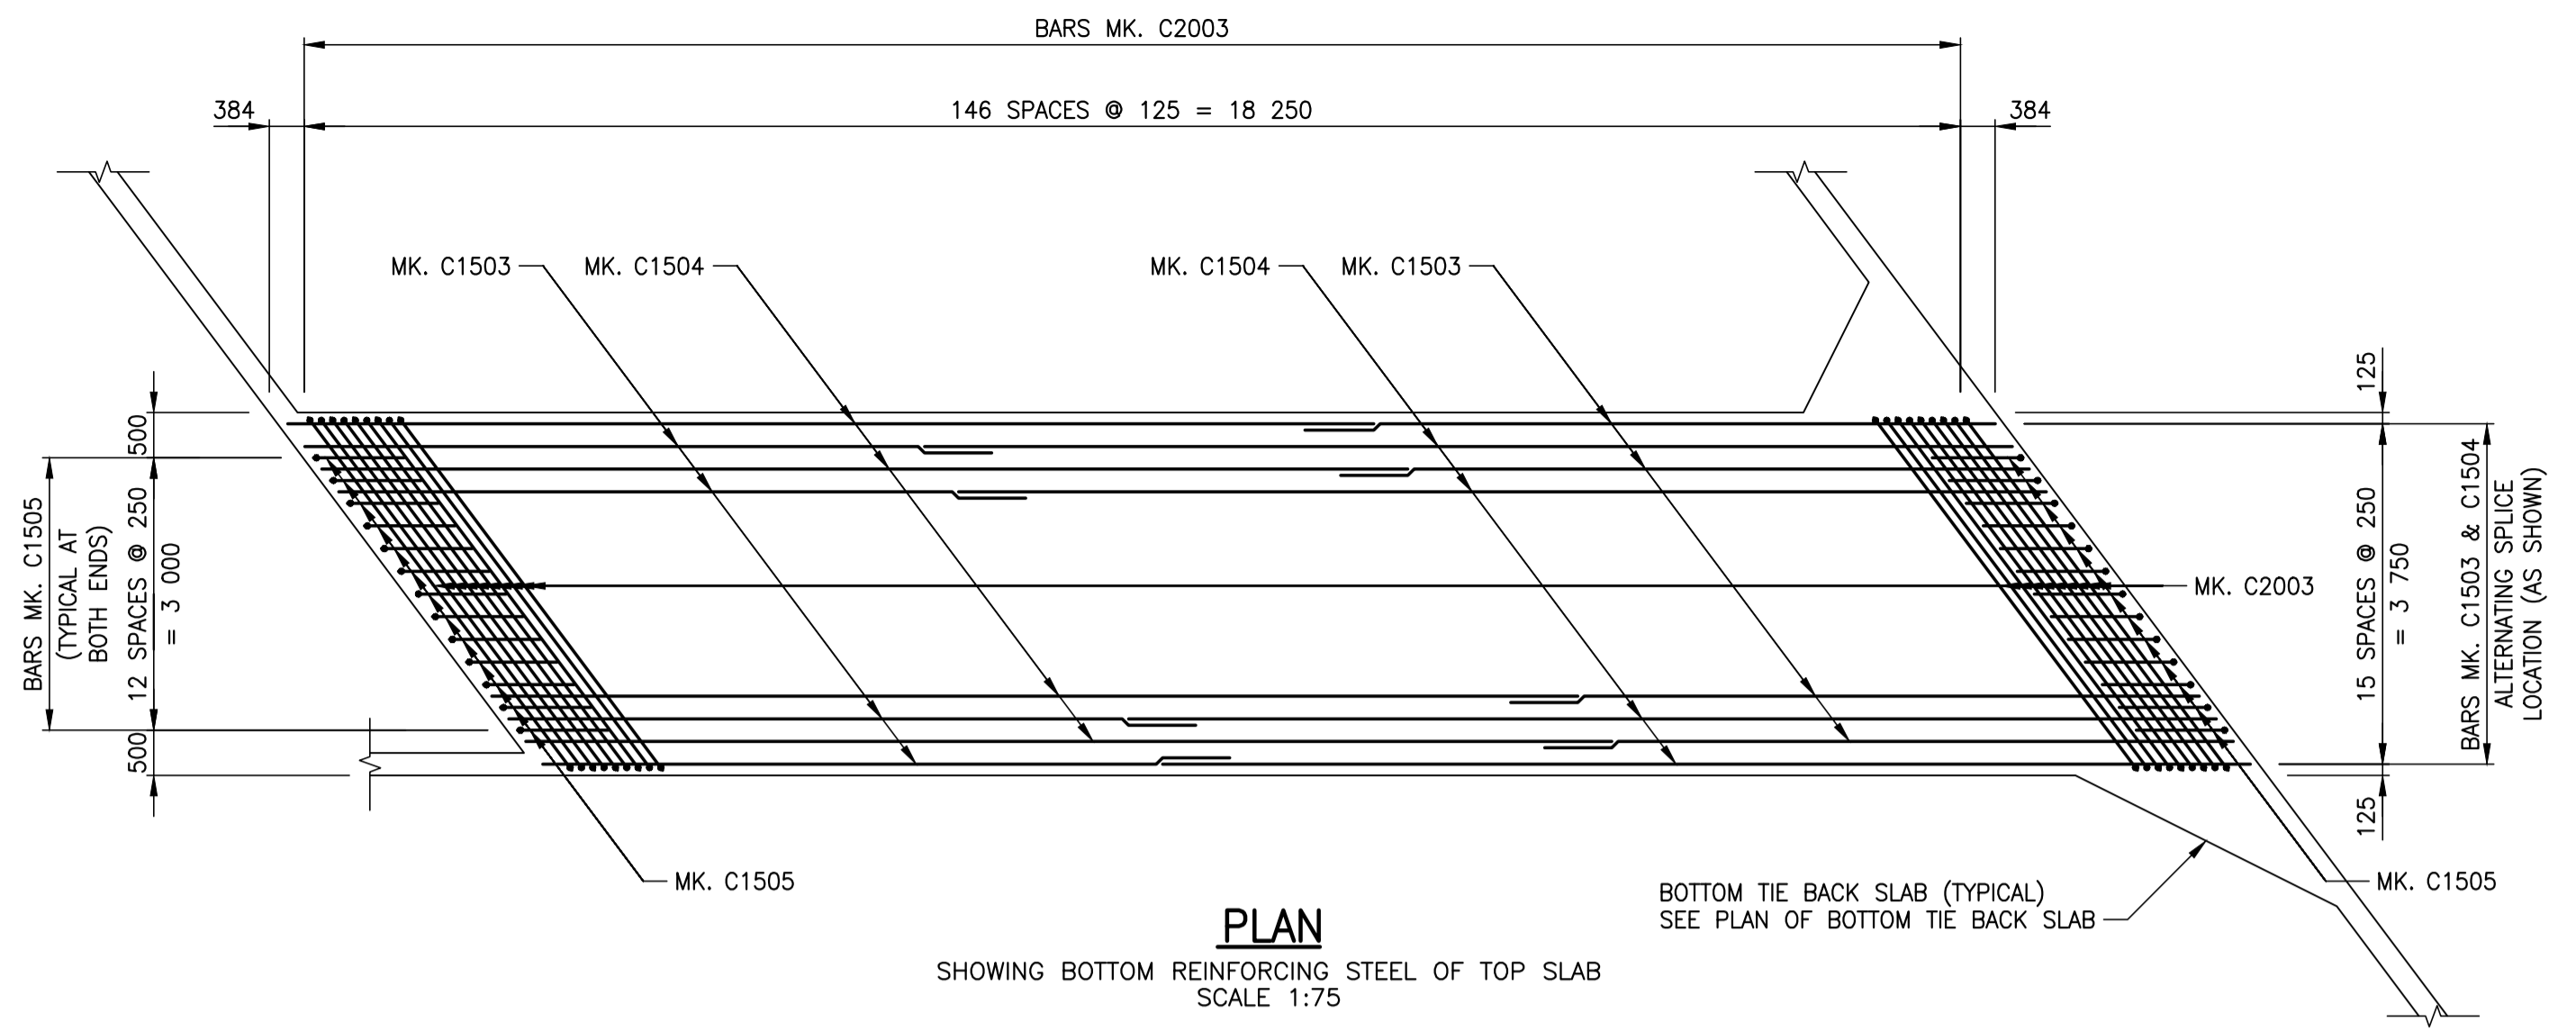 BARS MK. C2003
384
146 SPACES @ 125 = 18 250
384
MK. C1503
MK. C1504
MK. C1504
MK. C1503
BARS MK. C1505
(TYPICAL AT
BOTH ENDS)
500
12 SPACES @ 250
= 3 000
500
125
15 SPACES @ 250
= 3 750
125
BARS MK. C1503 & C1504
ALTERNATING SPLICE
LOCATION (AS SHOWN)
MK. C2003
MK. C1505
MK. C1505
BOTTOM TIE BACK SLAB (TYPICAL)
SEE PLAN OF BOTTOM TIE BACK SLAB
PLAN
SHOWING BOTTOM REINFORCING STEEL OF TOP SLAB
SCALE 1:75